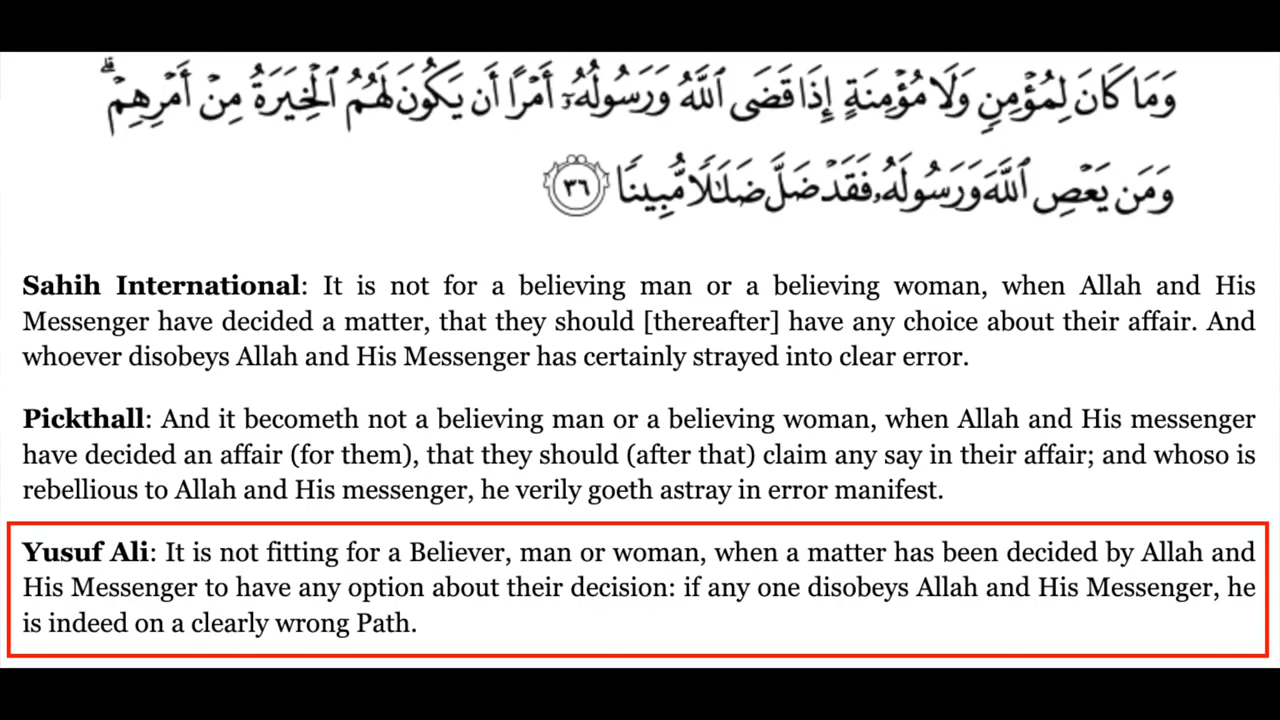 وَمَا كَانَ لِمُؤْمِنٍ وَلَا مُؤْمِنَةٍ إِذَا قَضَى ٱللَّهُ وَرَسُولُهُۥٓ أَمْرًا أَن يَكُونَ لَهُمُ ٱلْخِيَرَةُ مِنْ أَمْرِهِمْ ۗ
وَمَن يَعْصِ ٱللَّهَ وَرَسُولَهُۥ فَقَدْ ضَلَّ ضَلَـٰلًا مُّبِينًا ٣٦
Sahih International: It is not for a believing man or a believing woman, when Allah and His
Messenger have decided a matter, that they should [thereafter] have any choice about their affair. And
whoever disobeys Allah and His Messenger has certainly strayed into clear error.
Pickthall: And it becometh not a believing man or a believing woman, when Allah and His messenger
have decided an affair (for them), that they should (after that) claim any say in their affair; and whoso is
rebellious to Allah and His messenger, he verily goeth astray in error manifest.
Yusuf Ali: It is not fitting for a Believer, man or woman, when a matter has been decided by Allah and
His Messenger to have any option about their decision: if any one disobeys Allah and His Messenger, he
is indeed on a clearly wrong Path.